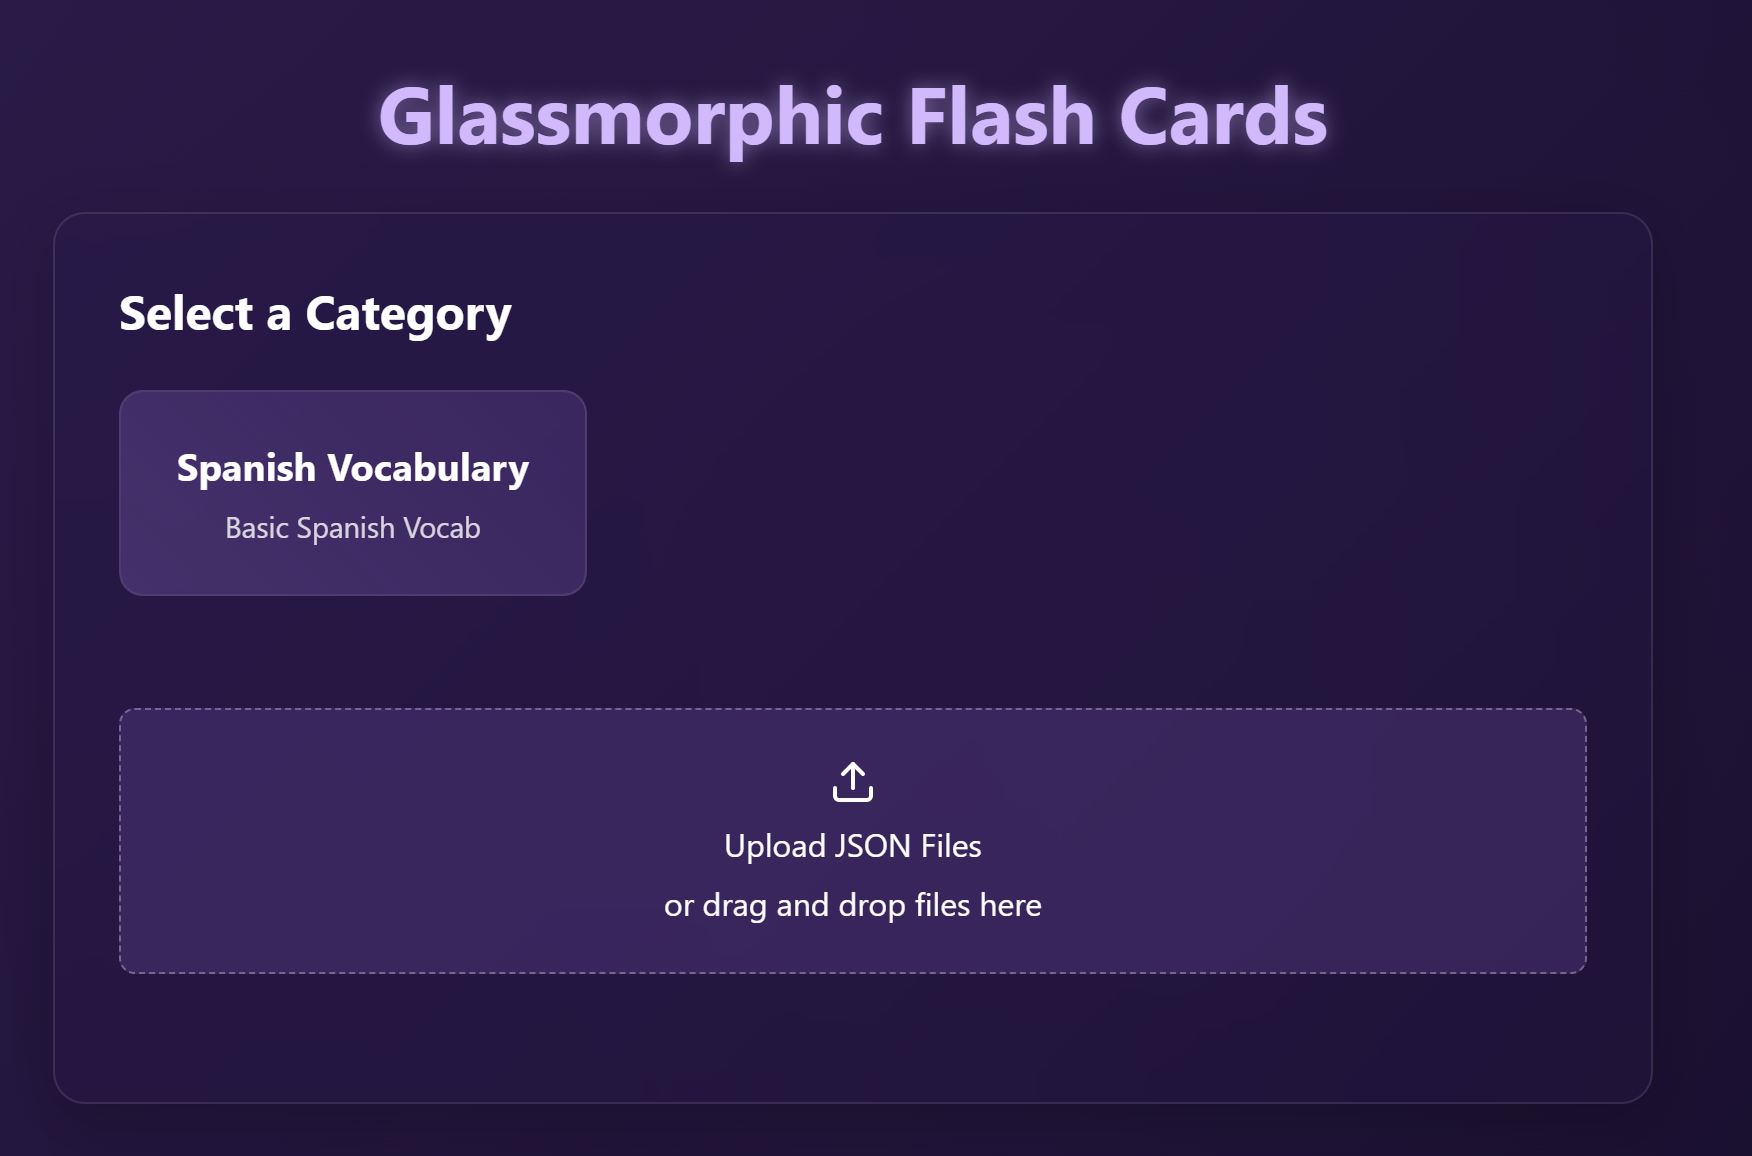 Glassmorphic Flash Cards
Select a Category
Spanish Vocabulary
Basic Spanish Vocab
Upload JSON Files
or drag and drop files here